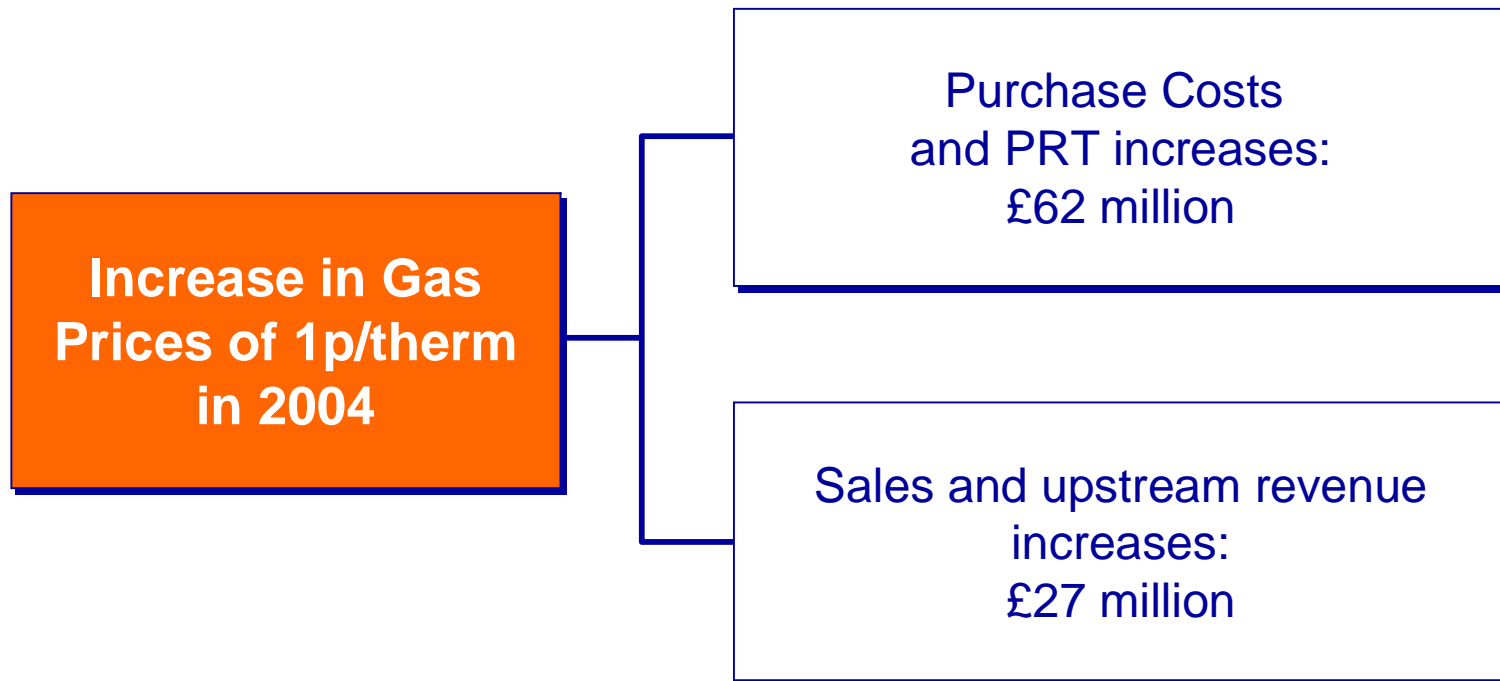 Increase in Gas
Prices of 1p/therm
in 2004
Purchase Costs
and PRT increases:
£62 million
Sales and upstream revenue
increases:
£27 million